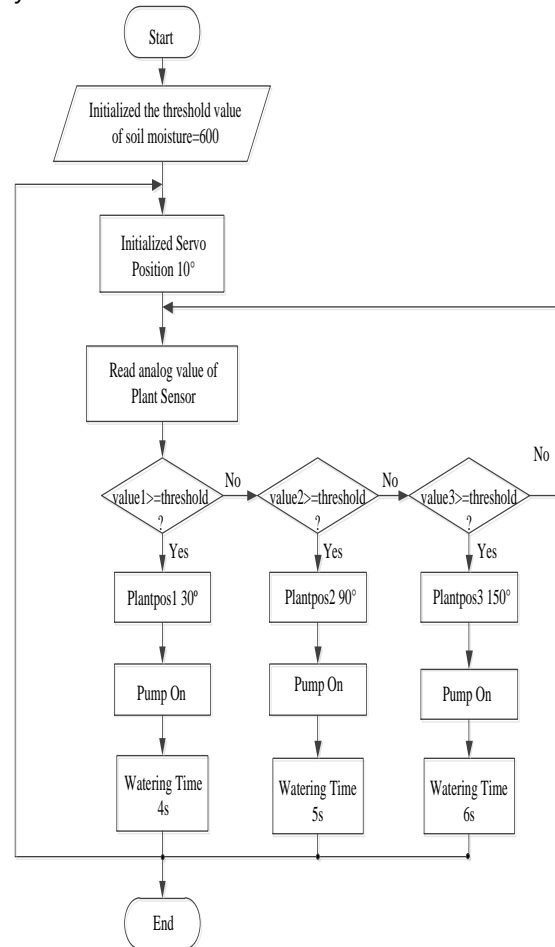 Start
Initialized the threshold value
of soil moisture=600
Initialized Servo
Position 10°
Read analog value of
Plant Sensor
value1>=threshold
?
No
value2>=threshold
?
No
value3>=threshold
?
No
Yes
Yes
Yes
Plantpos1 30°
Plantpos2 90°
Plantpos3 150°
Pump On
Pump On
Pump On
Watering Time
4s
Watering Time
5s
Watering Time
6s
End